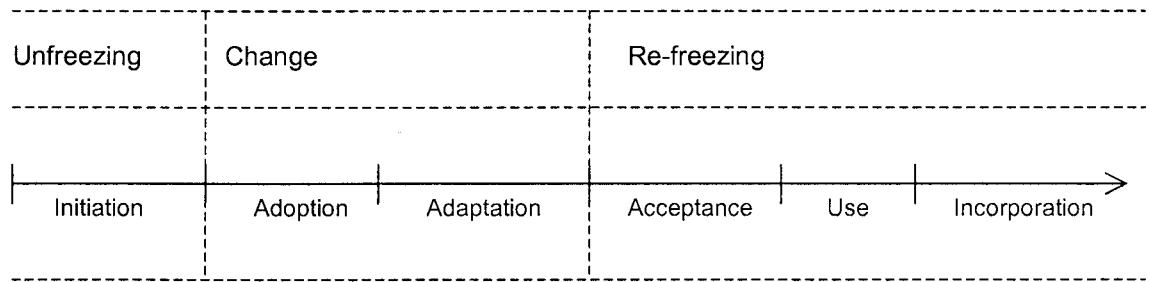 Unfreezing Change Re-freezing
Initiation Adoption Adaptation Acceptance Use Incorporation